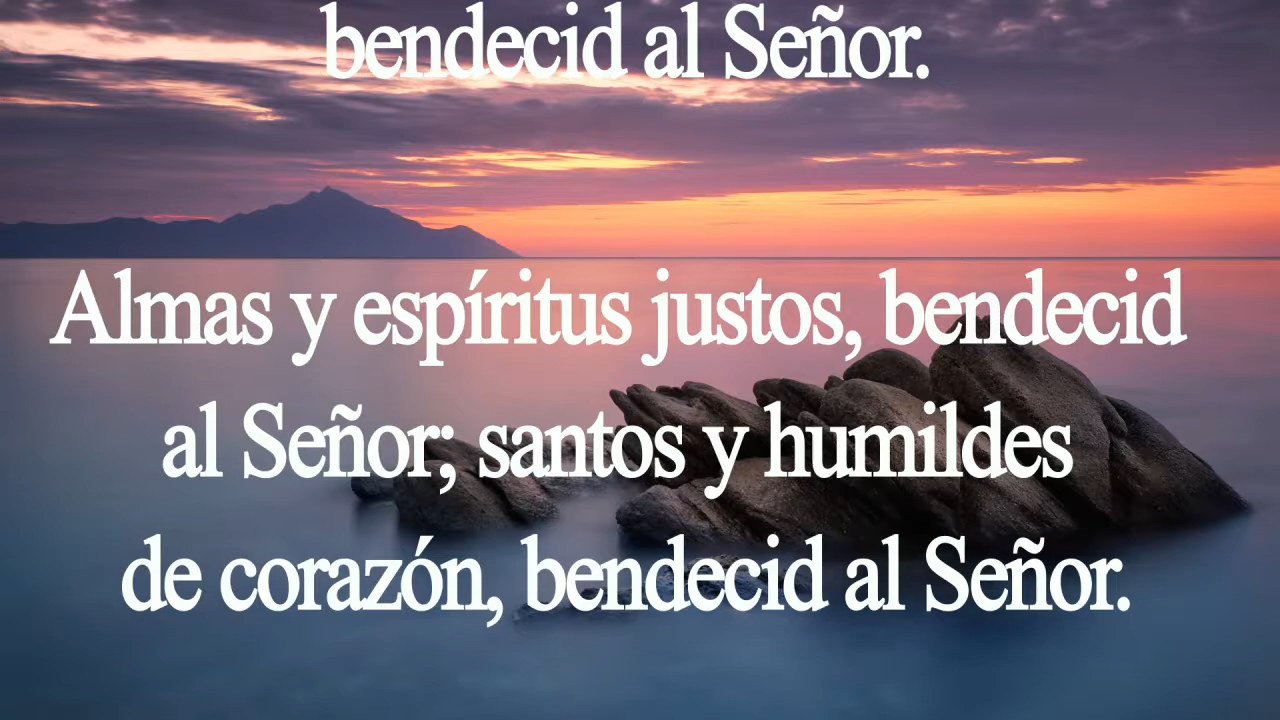 bendecid al Señor.
Almas y espíritus justos, bendecid
al Señor; santos y humildes
de corazón, bendecid al Señor.